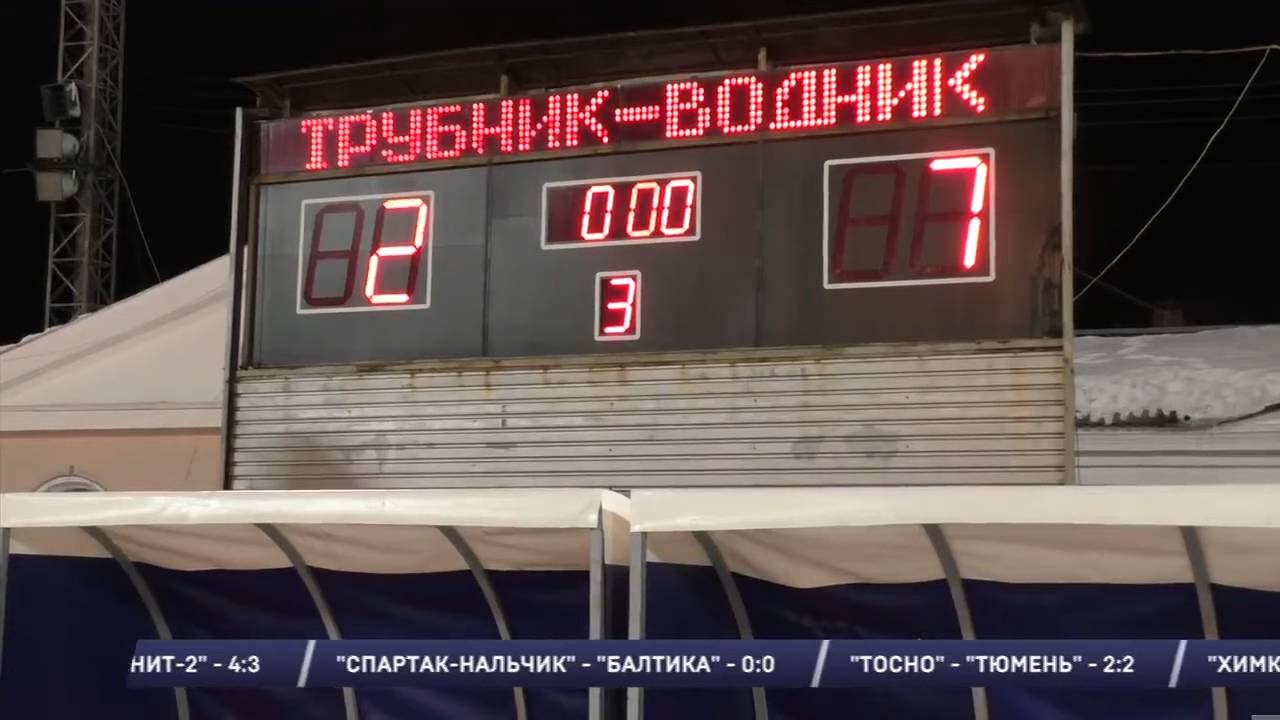 ТРУБНИК-ВОДНИК
2 0 00 7
3
НИТ-2" - 4:3 "СПАРТАК-НАЛЬЧИК" - "БАЛТИКА" - 0:0 "ТОСНО" - "ТЮМЕНЬ" - 2:2 "ХИМК